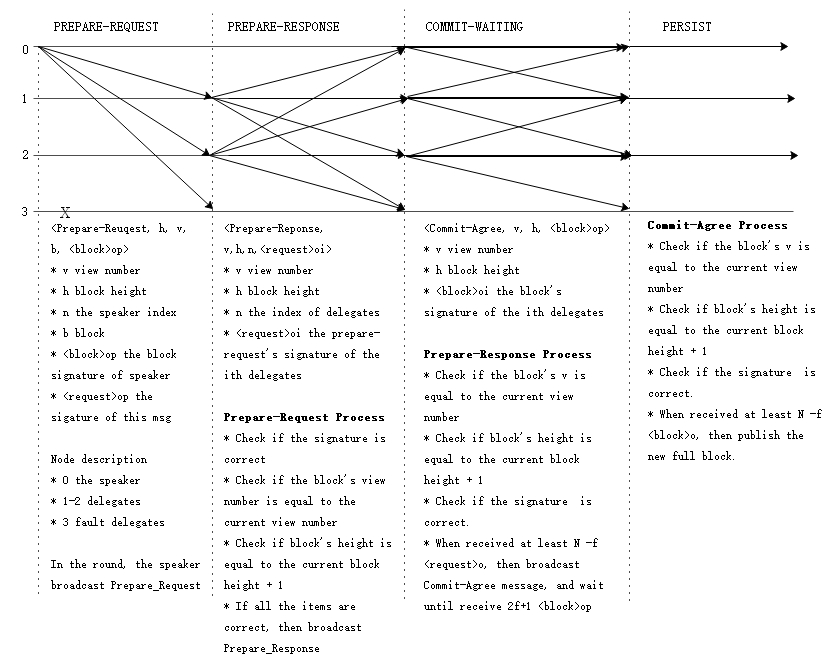 PREPARE-REQUEST
PREPARE-RESPONSE
COMMIT-WAITING
PERSIST
0
1
2
3
X
<Prepare-Reuqest, h, v,
b, <block>op>
* v view number
* h block height
* n the speaker index
* b block
* <block>op the block
signature of speaker
* <request>op the
sigature of this msg
Node description
* 0 the speaker
* 1-2 delegates
* 3 fault delegates
In the round, the speaker
broadcast Prepare_Request
<Prepare-Reponse,
v,h,n,<request>oi>
* v view number
* h block height
* n the index of delegates
* <request>oi the prepare-
request's signature of the
ith delegates
Prepare-Request Process
* Check if the signature is
correct
* Check if the block's view
number is equal to the
current view number
* Check if block's height is
equal to the current block
height + 1
* If all the items are
correct, then broadcast
Prepare_Response
<Commit-Agree, v, h, <block>op>
* v view number
* h block height
* <block>oi the block's
signature of the ith delegates
Prepare-Response Process
* Check if the block's v is
equal to the current view
number
* Check if block's height is
equal to the current block
height + 1
* Check if the signature  is
correct.
* When received at least N -f
<request>o, then broadcast
Commit-Agree message, and wait
until receive 2f+1 <block>op
Commit-Agree Process
* Check if the block's v is
equal to the current view
number
* Check if block's height is
equal to the current block
height + 1
* Check if the signature  is
correct.
* When received at least N -f
<block>o, then publish the
new full block.